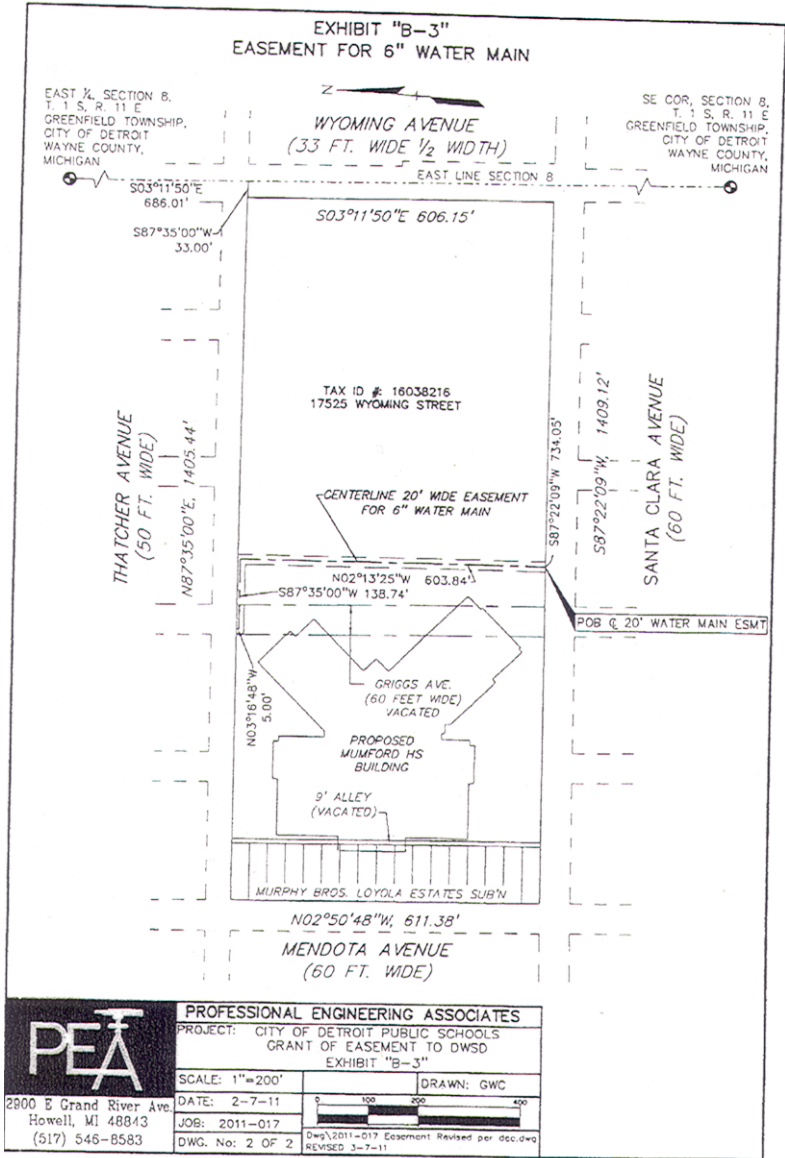 EXHIBIT "B-3"
EASEMENT FOR 6" WATER MAIN
EAST ¼, SECTION 8,
T. 1 S, R. 11 E
GREENFIELD TOWNSHIP,
CITY OF DETROIT
WAYNE COUNTY,
MICHIGAN
Z
WYOMING AVENUE
(33 FT. WIDE ½ WIDTH)
SE COR, SECTION 8,
T. 1 S, R. 11 E
GREENFIELD TOWNSHIP,
CITY OF DETROIT
WAYNE COUNTY,
MICHIGAN
EAST LINE SECTION 8
S03°11'50"E
686.01'
S87°35'00"W
33.00'
S03°11'50"E 606.15'
TAX ID #: 16038216
17525 WYOMING STREET
THATCHER AVENUE
(50 FT. WIDE)
N87°35'00"E, 1405.44'
CENTERLINE 20' WIDE EASEMENT
FOR 6" WATER MAIN
S87°22'09"W 734.05'
S87°22'09"W, 1409.12'
SANTA CLARA AVENUE
(60 FT. WIDE)
N02°13'25"W 603.84'
S87°35'00"W 138.74'
POB ℄ 20' WATER MAIN ESMT
N03°16'48"W
5.00'
GRIGGS AVE.
(60 FEET WIDE)
VACATED
PROPOSED
MUMFORD HS
BUILDING
9' ALLEY
(VACATED)
MURPHY BROS. LOYOLA ESTATES SUB'N
N02°50'48"W, 611.38'
MENDOTA AVENUE
(60 FT. WIDE)
PEA
2900 E Grand River Ave.
Howell, MI 48843
(517) 546-8583
PROFESSIONAL ENGINEERING ASSOCIATES
PROJECT: CITY OF DETROIT PUBLIC SCHOOLS
GRANT OF EASEMENT TO DWSD
EXHIBIT "B-3"
SCALE: 1"=200'
DRAWN: GWC
DATE: 2-7-11
0 100 200 400
JOB: 2011-017
DWG. No: 2 OF 2
Dwg\2011-017 Easement Revised per dec.dwg
REVISED 3-7-11